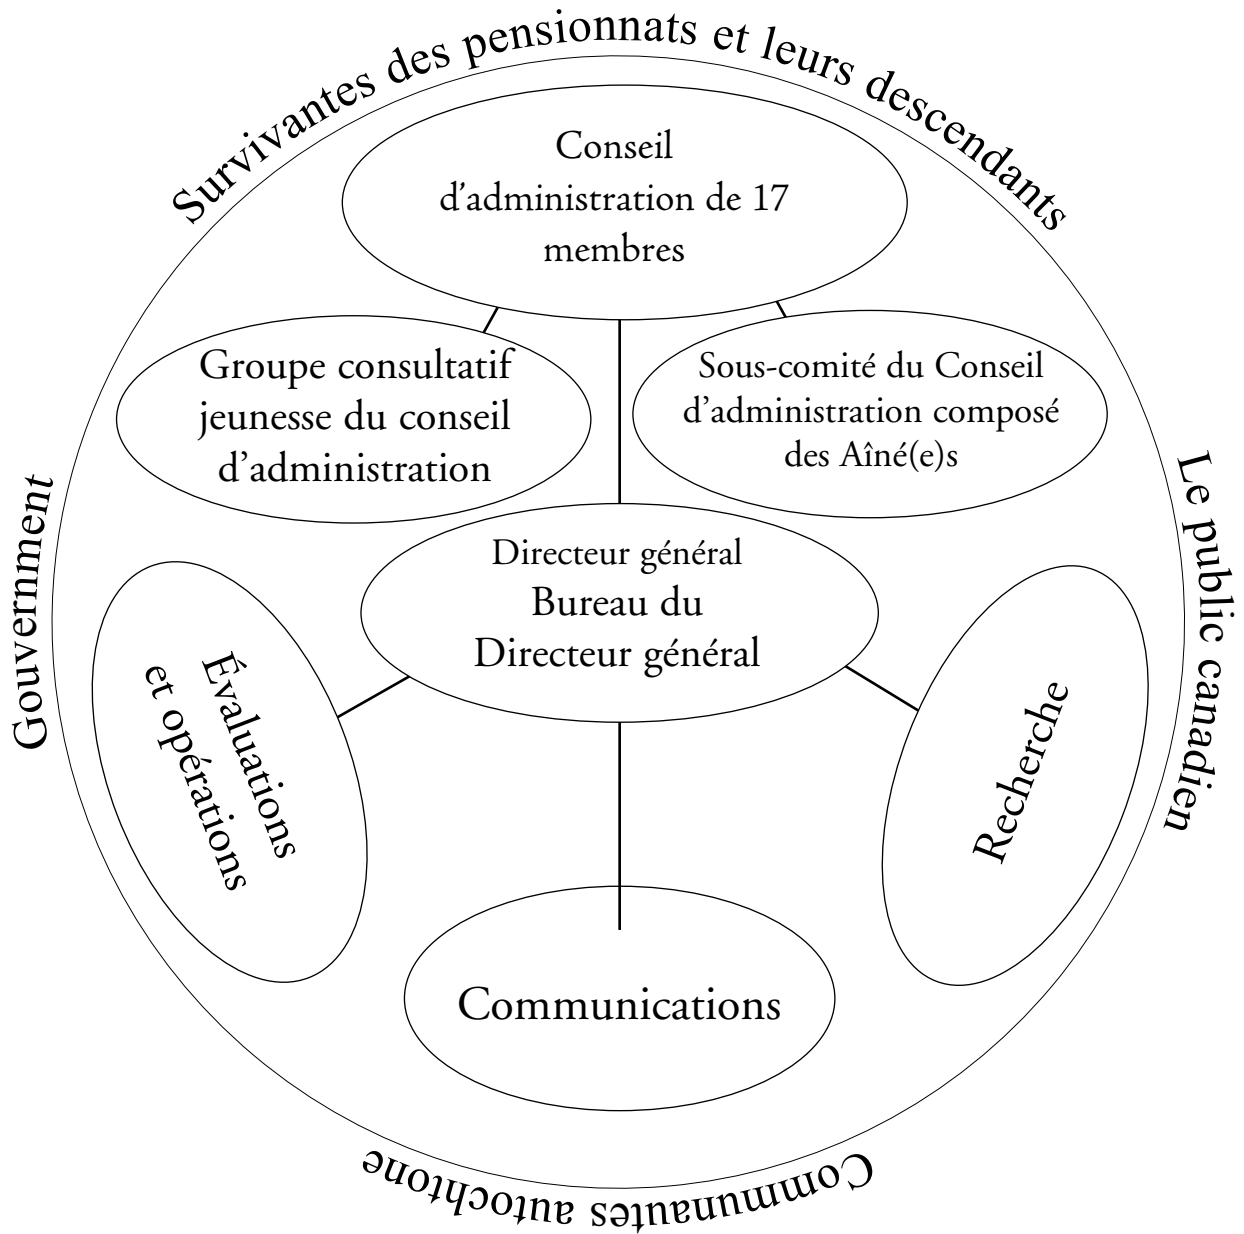 Survivantes des pensionnats et leurs descendants
Conseil
d’administration de 17
membres
Groupe consultatif
jeunesse du conseil
d’administration
Sous-comité du Conseil
d’administration composé
des Aîné(e)s
Gouvernment
Le public canadien
Directeur général
Bureau du
Directeur général
Évaluations
et opérations
Recherche
Communications
Communautés autochtone